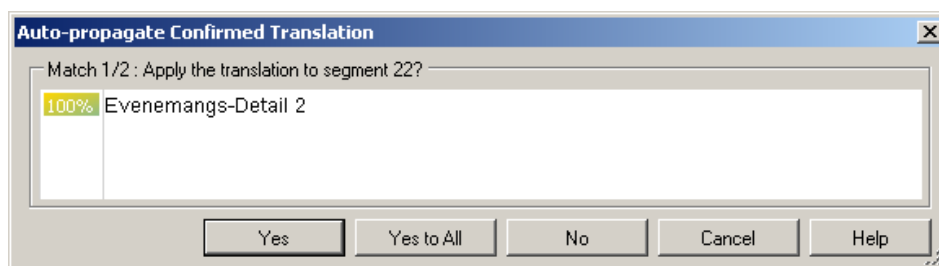 Auto-propagate Confirmed Translation
Match 1/2 : Apply the translation to segment 22?
100% Evenemangs-Detail 2
Yes Yes to All No Cancel Help